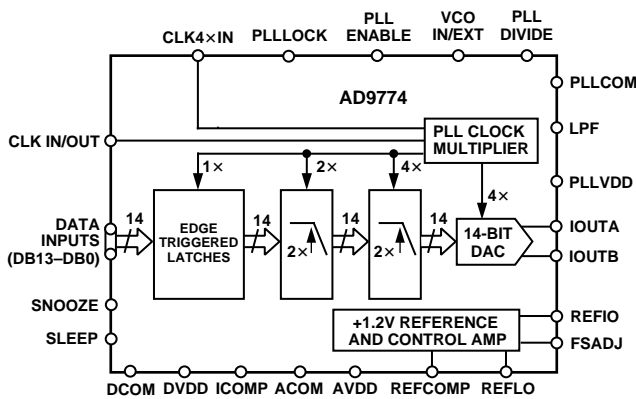 CLK4×IN
PLLLOCK
PLL
ENABLE
VCO
IN/EXT
PLL
DIVIDE
PLLCOM
AD9774
LPF
CLK IN/OUT
PLL CLOCK
MULTIPLIER
1×
2×
4×
PLLVDD
4×
DATA
INPUTS
(DB13–DB0)
14
EDGE
TRIGGERED
LATCHES
14
2×
14
2×
14
14-BIT
DAC
IOUTA
IOUTB
SNOOZE
SLEEP
+1.2V REFERENCE
AND CONTROL AMP
REFIO
FSADJ
DCOM
DVDD
ICOMP
ACOM
AVDD
REFCOMP
REFLO